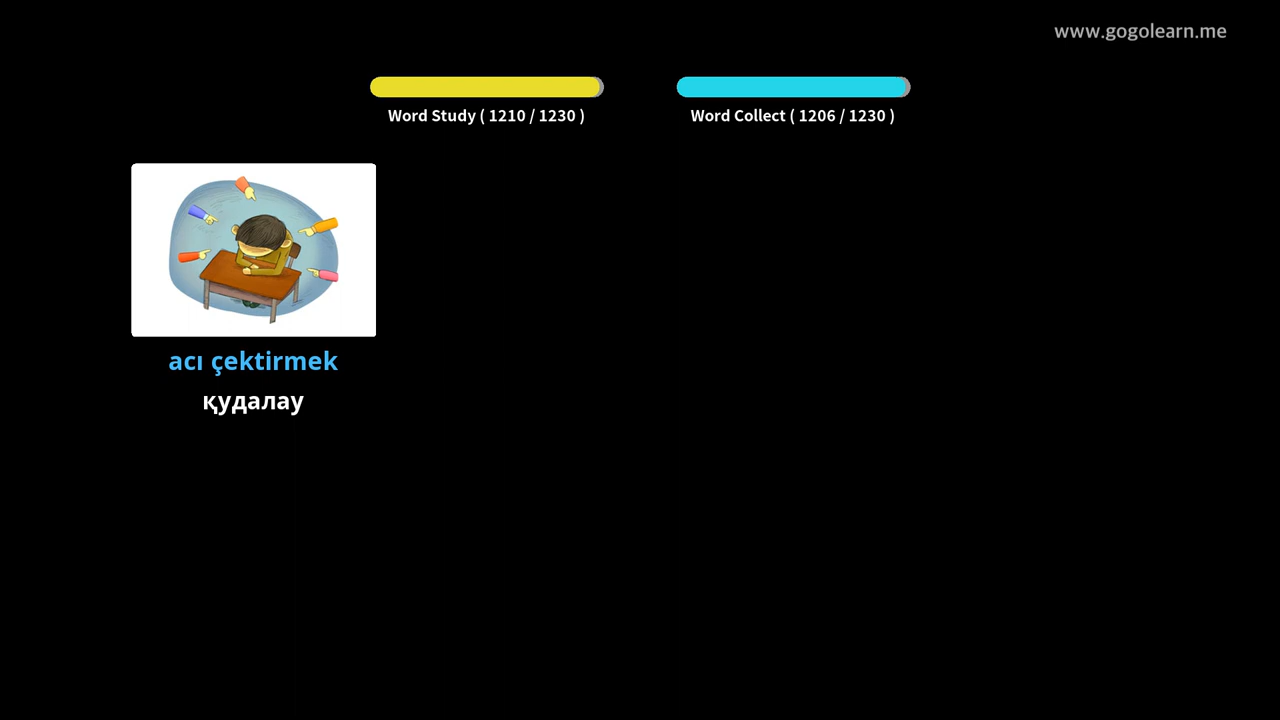 www.gogolearn.me
Word Study ( 1210 / 1230 )
Word Collect ( 1206 / 1230 )
acı çektirmek
қудалау